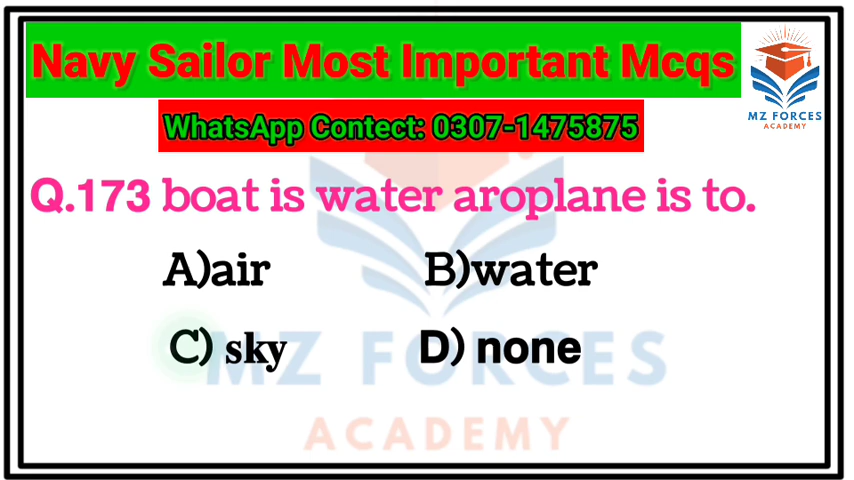 Navy Sailor Most Important Mcqs
MZ FORCES
ACADEMY
WhatsApp Contect: 0307-1475875
Q.173 boat is water aroplane is to.
A)air B)water
C) sky D) none
MZ FORCES
ACADEMY